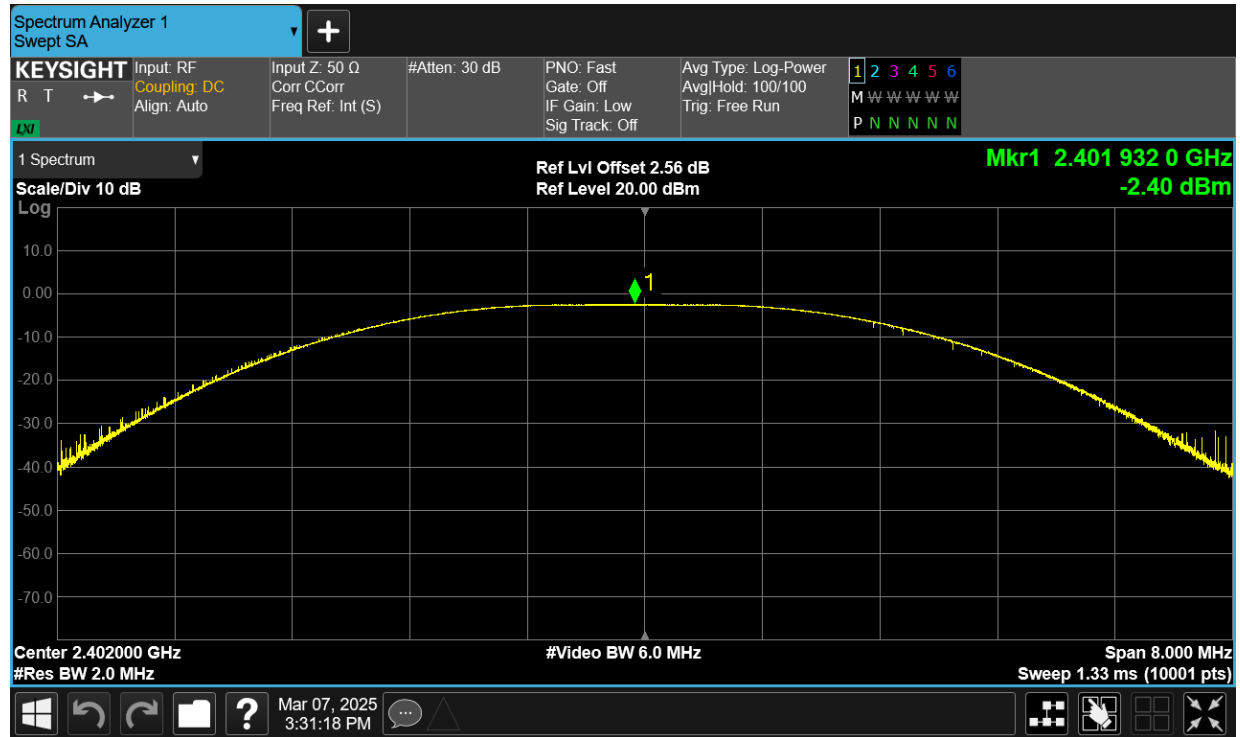 Spectrum Analyzer 1
Swept SA
KEYSIGHT
R T
LXI
Input: RF
Coupling: DC
Align: Auto
Input Z: 50 Ω
Corr CCorr
Freq Ref: Int (S)
#Atten: 30 dB
PNO: Fast
Gate: Off
IF Gain: Low
Sig Track: Off
Avg Type: Log-Power
Avg|Hold: 100/100
Trig: Free Run
1 2 3 4 5 6
M W W W W W
P N N N N N
1 Spectrum
Scale/Div 10 dB
Log
Ref Lvl Offset 2.56 dB
Ref Level 20.00 dBm
Mkr1 2.401 932 0 GHz
-2.40 dBm
10.0
0.00
-10.0
-20.0
-30.0
-40.0
-50.0
-60.0
-70.0
1
Center 2.402000 GHz
#Res BW 2.0 MHz
#Video BW 6.0 MHz
Span 8.000 MHz
Sweep 1.33 ms (10001 pts)
?
Mar 07, 2025
3:31:18 PM